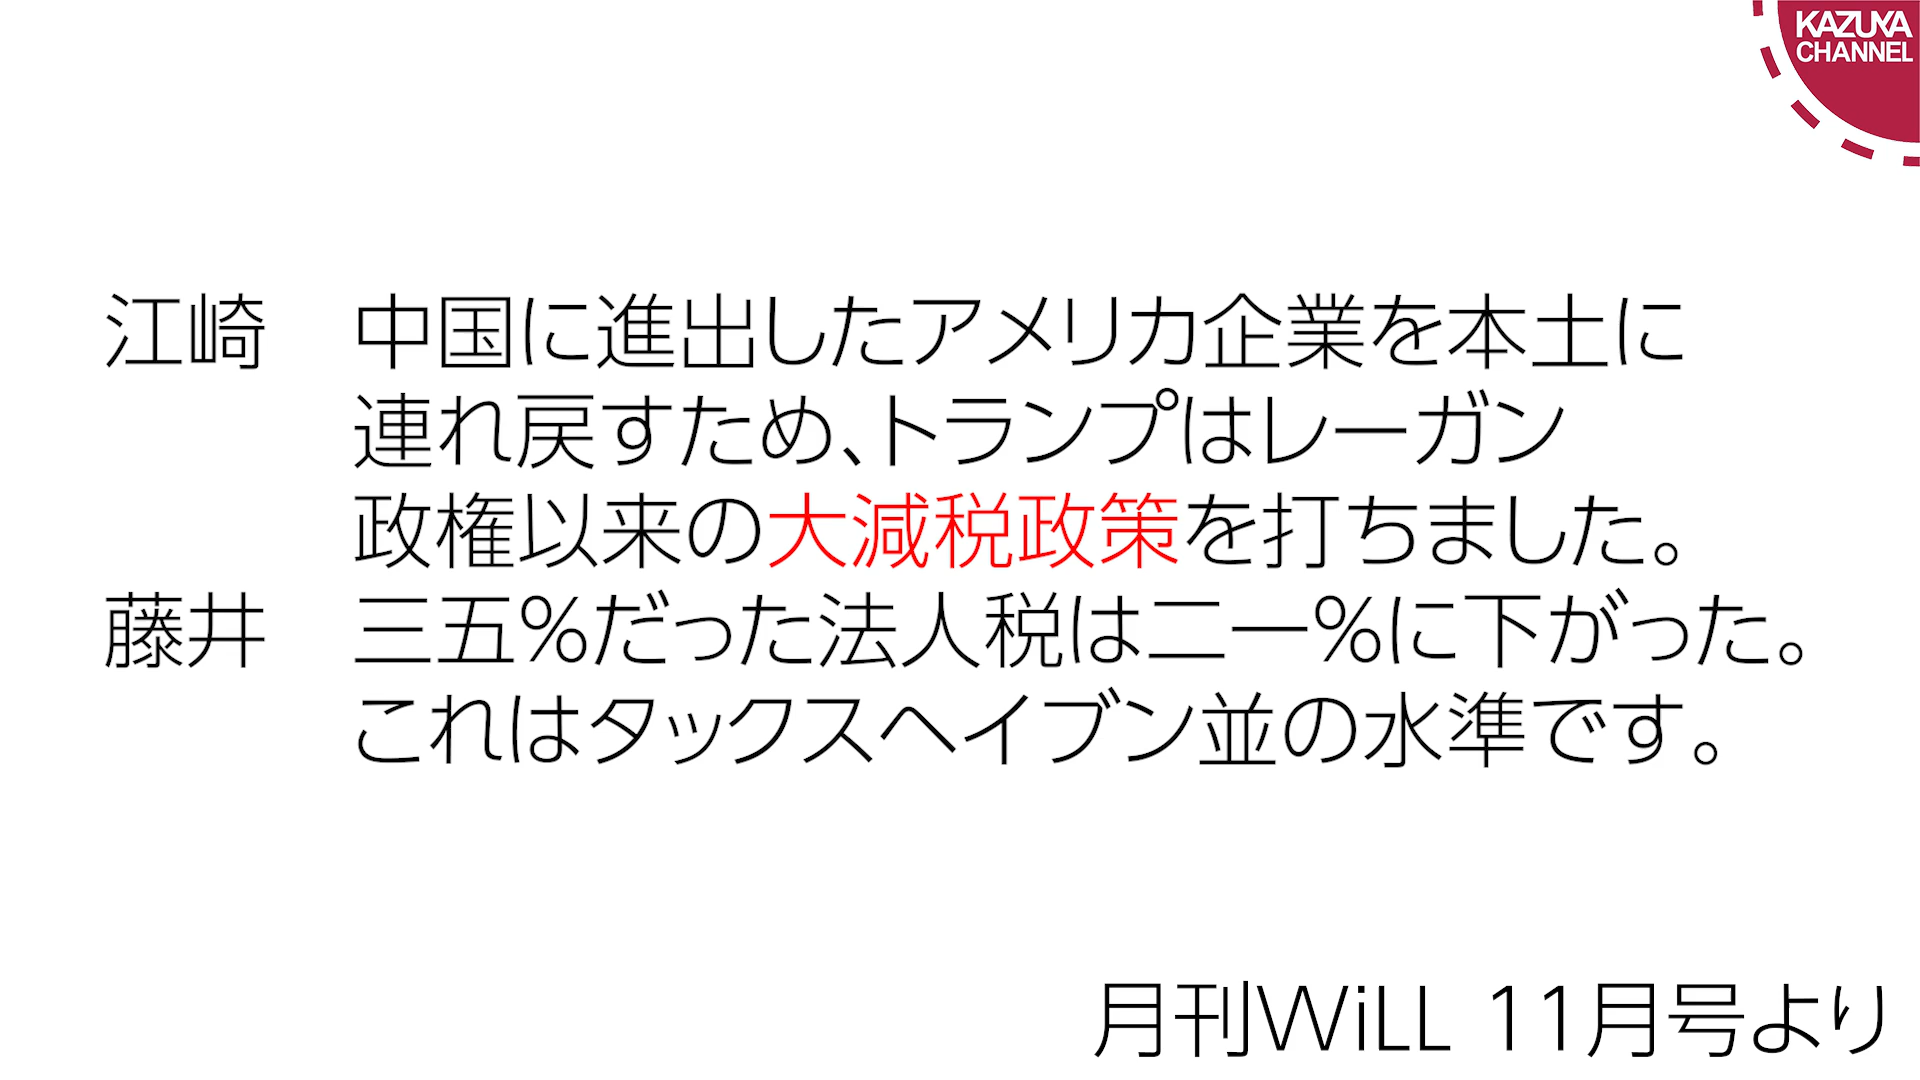 KAZUYA
CHANNEL
江崎 中国に進出したアメリカ企業を本土に
連れ戻すため、トランプはレーガン
政権以来の大減税政策を打ちました。
藤井 三五%だった法人税は二一%に下がった。
これはタックスヘイブン並の水準です。
月刊WiLL 11月号より